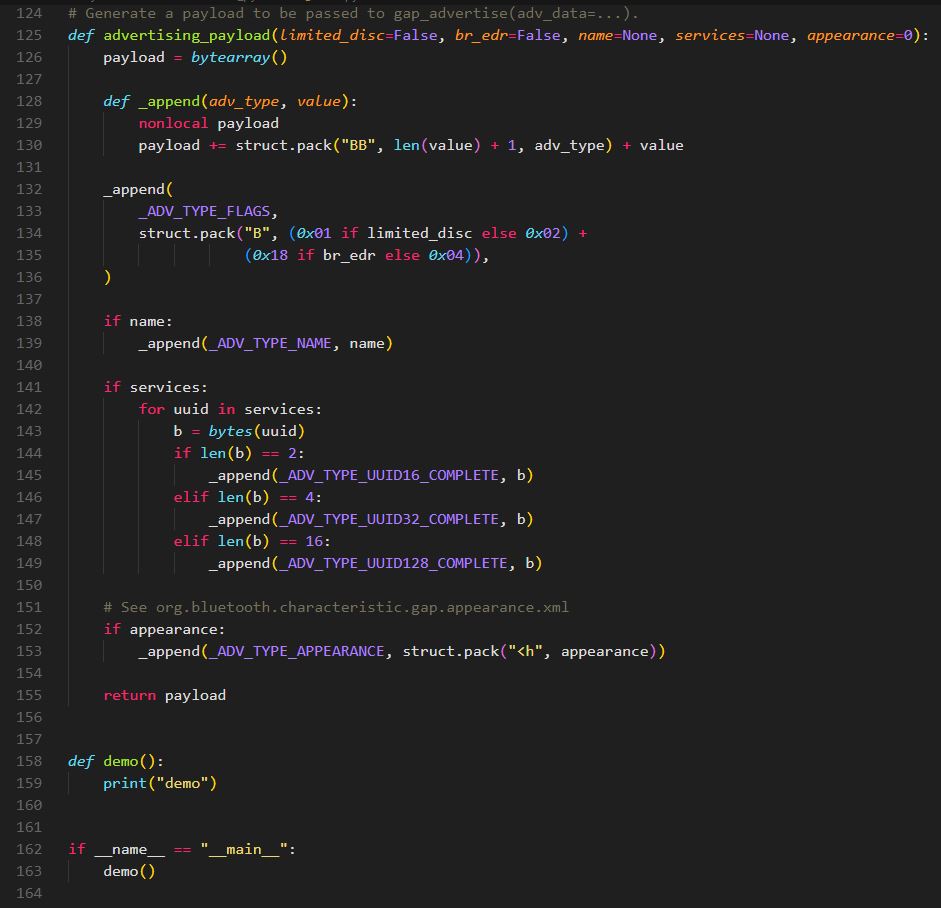 124 # Generate a payload to be passed to gap_advertise(adv_data=...).
125 def advertising_payload(limited_disc=False, br_edr=False, name=None, services=None, appearance=0):
126     payload = bytearray()
127
128     def _append(adv_type, value):
129         nonlocal payload
130         payload += struct.pack("BB", len(value) + 1, adv_type) + value
131
132     _append(
133         _ADV_TYPE_FLAGS,
134         struct.pack("B", (0x01 if limited_disc else 0x02) +
135                     (0x18 if br_edr else 0x04)),
136     )
137
138     if name:
139         _append(_ADV_TYPE_NAME, name)
140
141     if services:
142         for uuid in services:
143             b = bytes(uuid)
144             if len(b) == 2:
145                 _append(_ADV_TYPE_UUID16_COMPLETE, b)
146             elif len(b) == 4:
147                 _append(_ADV_TYPE_UUID32_COMPLETE, b)
148             elif len(b) == 16:
149                 _append(_ADV_TYPE_UUID128_COMPLETE, b)
150
151     # See org.bluetooth.characteristic.gap.appearance.xml
152     if appearance:
153         _append(_ADV_TYPE_APPEARANCE, struct.pack("<h", appearance))
154
155     return payload
156
157
158 def demo():
159     print("demo")
160
161
162 if __name__ == "__main__":
163     demo()
164